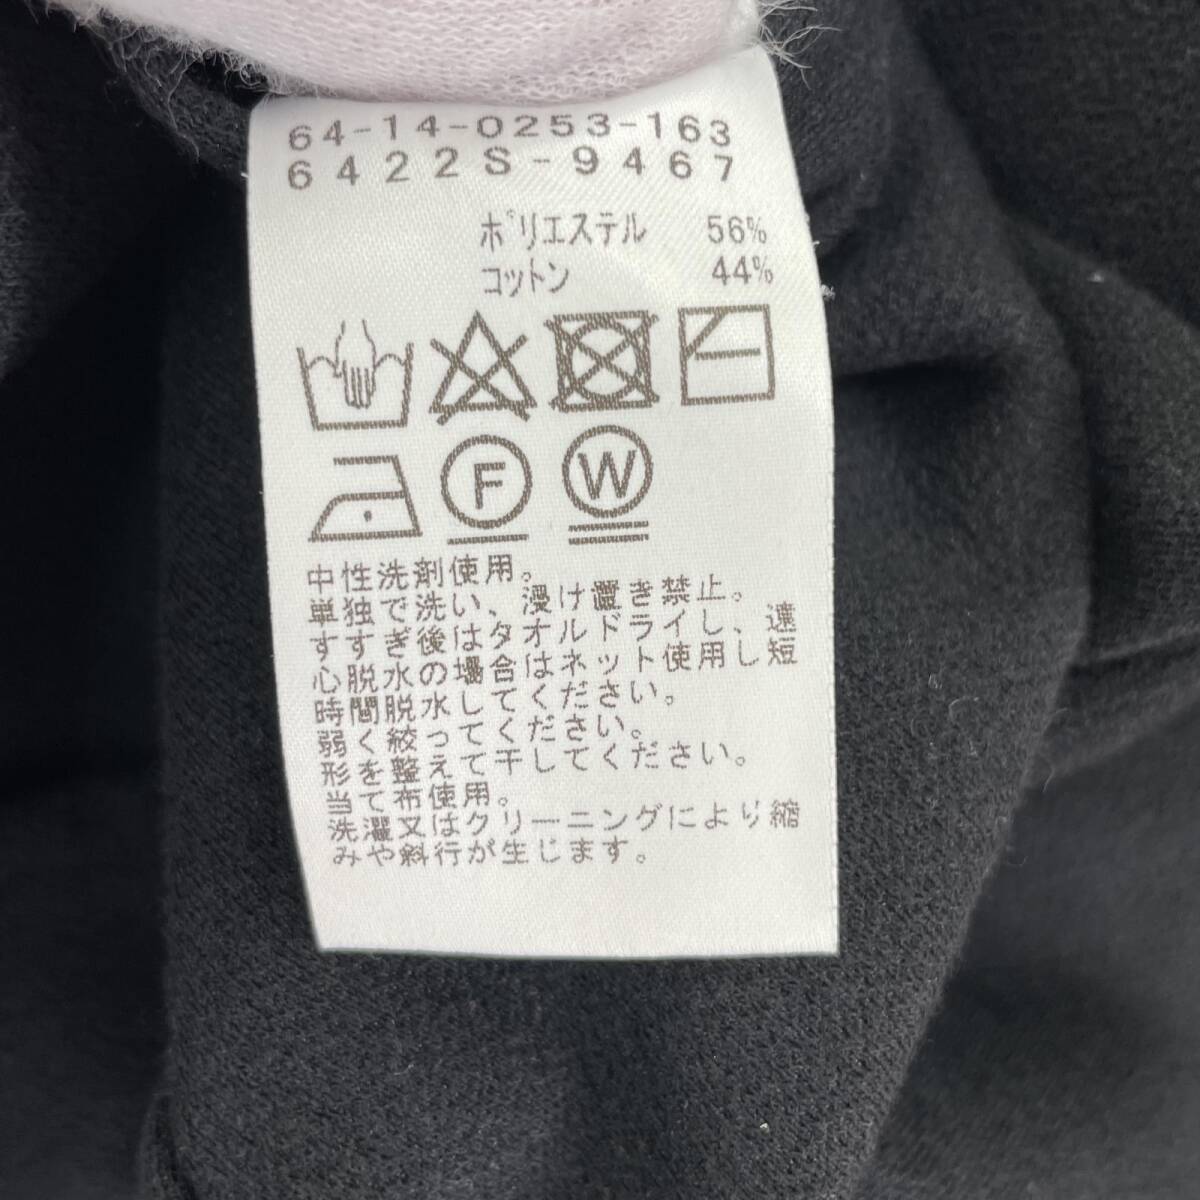 64-14-0253-163
6422S-9467
ポリエステル 56%
コットン 44%
F W
中性洗剤使用。
単独で洗い、浸け置き禁止。
すすぎ後はタオルドライし、遠
心脱水の場合はネット使用し短
時間脱水してください。
弱く絞ってください。
形を整えて干してください。
当て布使用。
洗濯又はクリーニングにより縮
みや斜行が生じます。